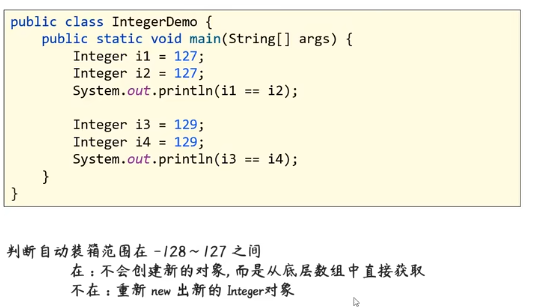 public class IntegerDemo {
    public static void main(String[] args) {
        Integer i1 = 127;
        Integer i2 = 127;
        System.out.println(i1 == i2);

        Integer i3 = 129;
        Integer i4 = 129;
        System.out.println(i3 == i4);
    }
}
判断自动装箱范围在 -128~127 之间
在：不会创建新的对象，而是从底层数组中直接获取
不在：重新 new 出新的 Integer对象